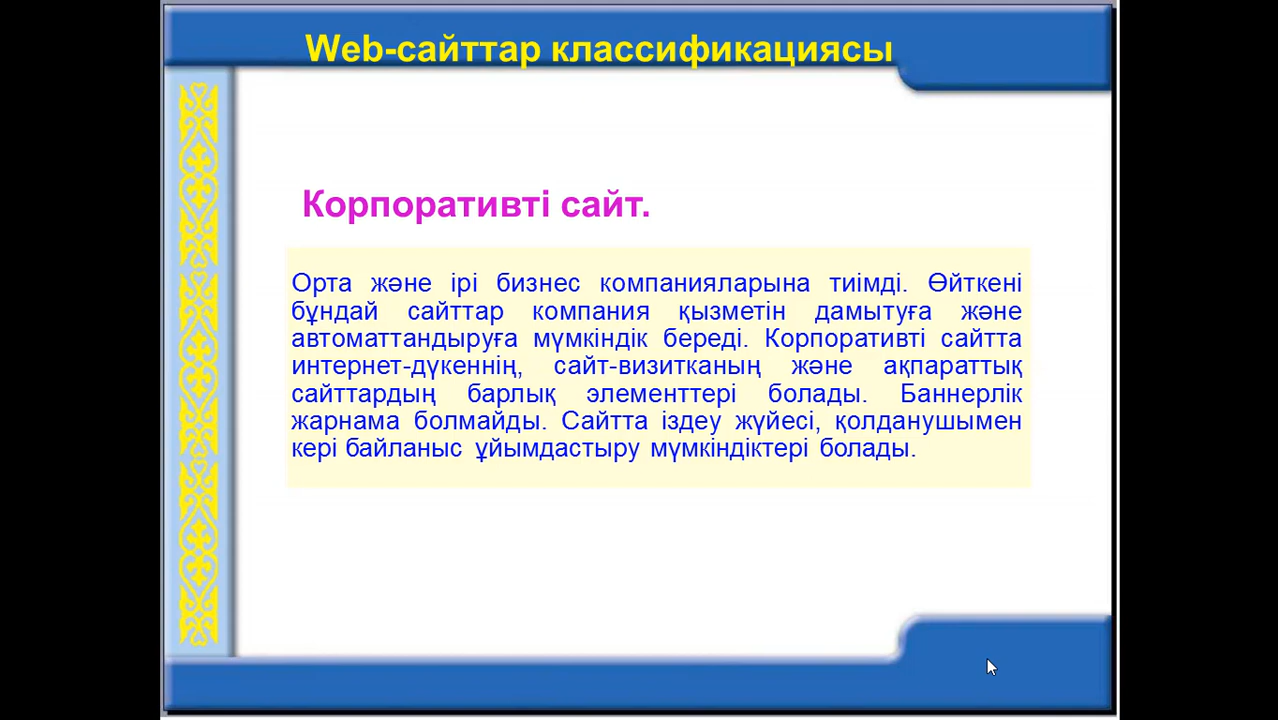 Web-сайттар классификациясы
Корпоративті сайт.
Орта және ірі бизнес компанияларына тиімді. Өйткені
бұндай сайттар компания қызметін дамытуға және
автоматтандыруға мүмкіндік береді. Корпоративті сайтта
интернет-дүкеннің, сайт-визитканың және ақпараттық
сайттардың барлық элементтері болады. Баннерлік
жарнама болмайды. Сайтта іздеу жүйесі, қолданушымен
кері байланыс ұйымдастыру мүмкіндіктері болады.